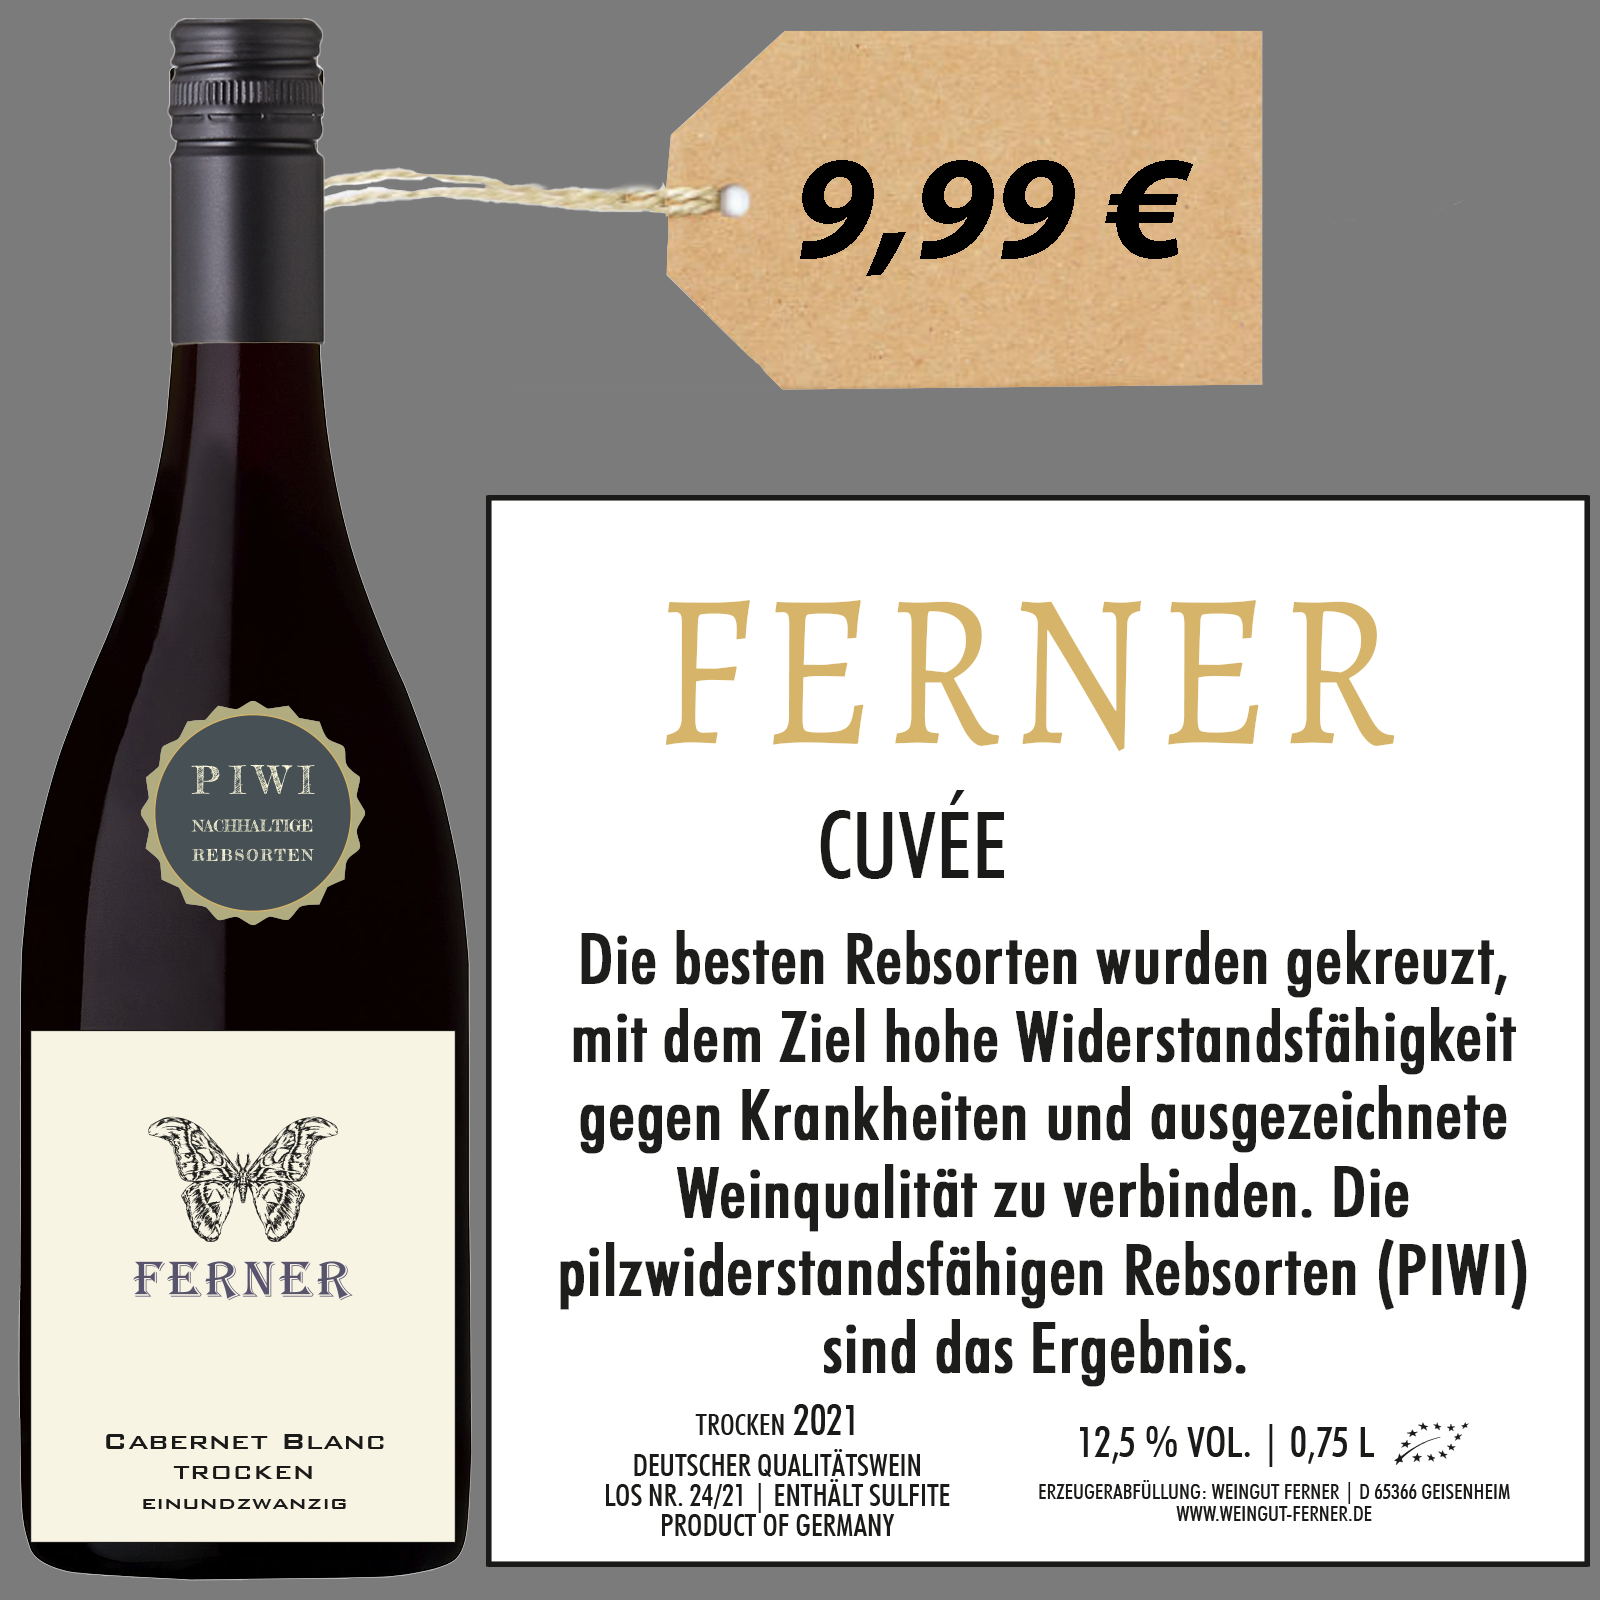 9,99 €
PIWI
NACHHALTIGE
REBSORTEN
FERNER
CABERNET BLANC
TROCKEN
EINUNDZWANZIG
FERNER
CUVÉE
Die besten Rebsorten wurden gekreuzt,
mit dem Ziel hohe Widerstandsfähigkeit
gegen Krankheiten und ausgezeichnete
Weinqualität zu verbinden. Die
pilzwiderstandsfähigen Rebsorten (PIWI)
sind das Ergebnis.
TROCKEN 2021
DEUTSCHER QUALITÄTSWEIN
LOS NR. 24/21 | ENTHÄLT SULFITE
PRODUCT OF GERMANY
12,5 % VOL. | 0,75 L
ERZEUGERABFÜLLUNG: WEINGUT FERNER | D 65366 GEISENHEIM
WWW.WEINGUT-FERNER.DE